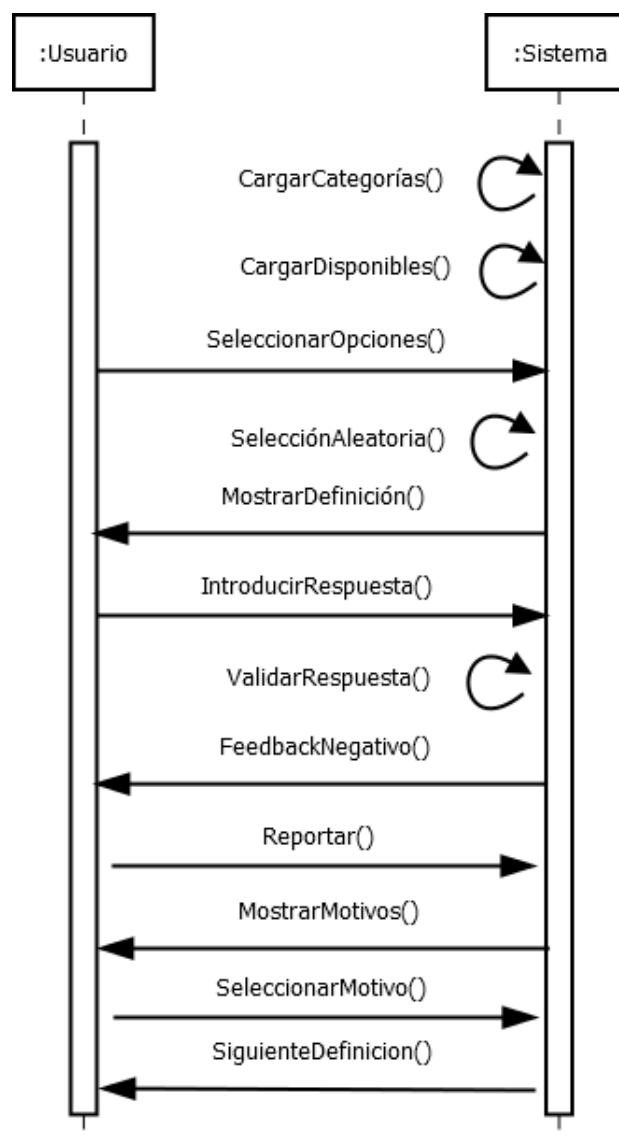 :Usuario
:Sistema
CargarCategorías()
CargarDisponibles()
SeleccionarOpciones()
SelecciónAleatoria()
MostrarDefinición()
IntroducirRespuesta()
ValidarRespuesta()
FeedbackNegativo()
Reportar()
MostrarMotivos()
SeleccionarMotivo()
SiguienteDefinicion()